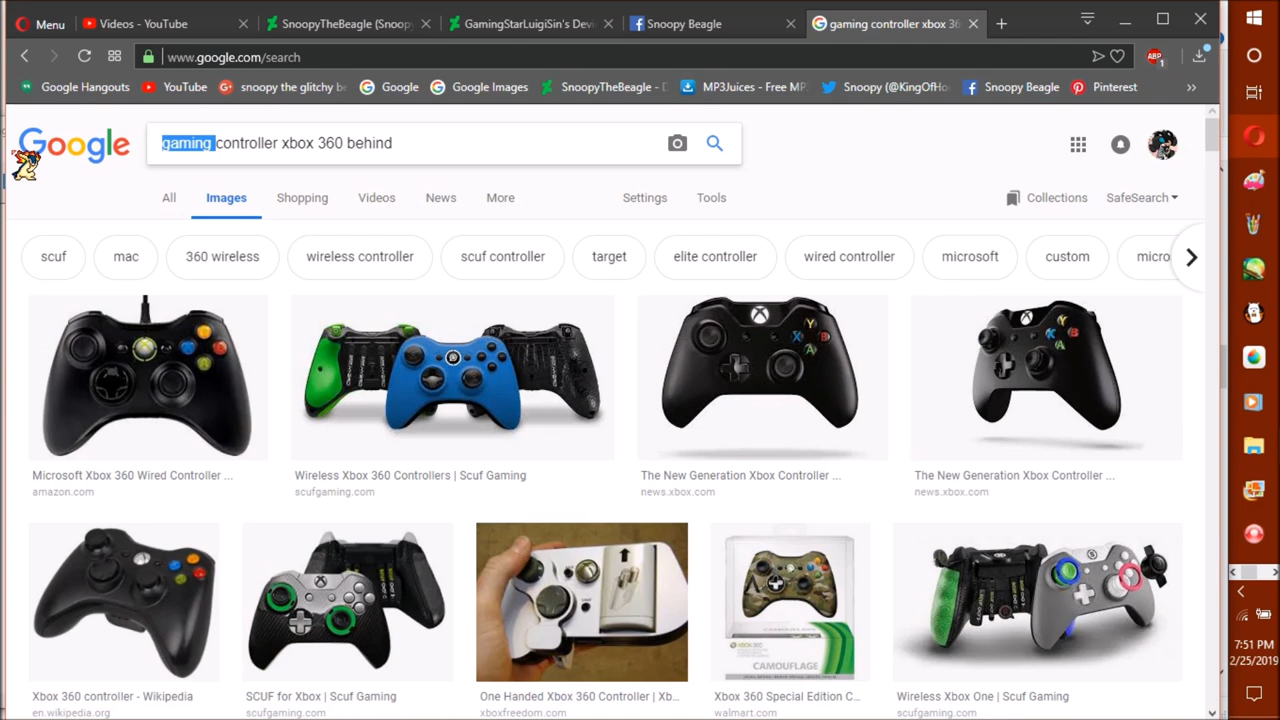 Menu
Videos - YouTube
SnoopyTheBeagle (Snoopy
GamingStarLuigiSin's Dev
Snoopy Beagle
gaming controller xbox 36
www.google.com/search
ABP
1
Google Hangouts
YouTube
snoopy the glitchy be
Google
Google Images
SnoopyTheBeagle - D
MP3Juices - Free MP
Snoopy (@KingOfHo
Snoopy Beagle
Pinterest
Google
gaming controller xbox 360 behind
All
Images
Shopping
Videos
News
More
Settings
Tools
Collections
SafeSearch
scuf
mac
360 wireless
wireless controller
scuf controller
target
elite controller
wired controller
microsoft
custom
micro
Microsoft Xbox 360 Wired Controller ...
amazon.com
Wireless Xbox 360 Controllers | Scuf Gaming
scufgaming.com
The New Generation Xbox Controller ...
news.xbox.com
The New Generation Xbox Controller ...
news.xbox.com
XBOX 360
CAMOUFLAGE
Xbox 360 controller - Wikipedia
en.wikipedia.org
SCUF for Xbox | Scuf Gaming
scufgaming.com
One Handed Xbox 360 Controller | Xb...
xboxfreedom.com
Xbox 360 Special Edition C...
walmart.com
Wireless Xbox One | Scuf Gaming
scufgaming.com
7:51 PM
2/25/2019